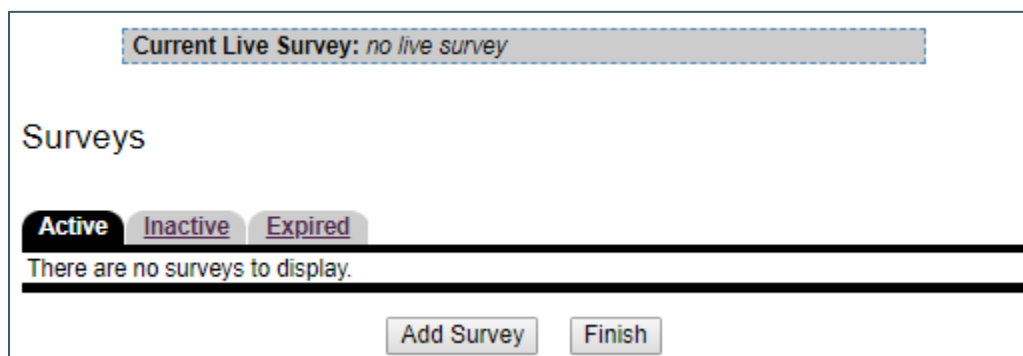 Current Live Survey: no live survey
Surveys
Active Inactive Expired
There are no surveys to display.
Add Survey Finish